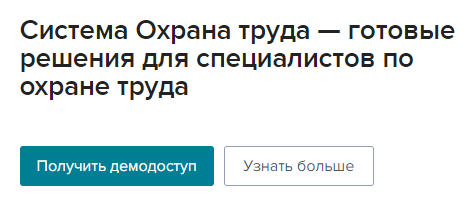 Система Охрана труда — готовые
решения для специалистов по
охране труда
Получить демодоступ
Узнать больше